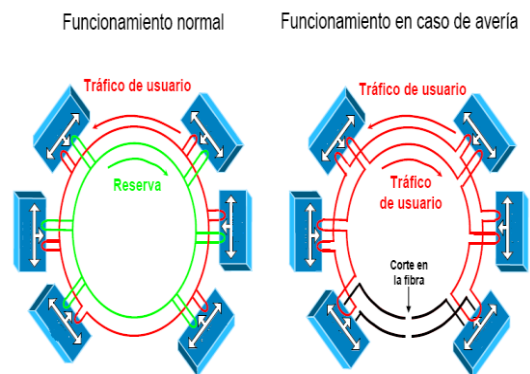 Funcionamiento normal
Funcionamiento en caso de avería
Tráfico de usuario
Reserva
Tráfico de usuario
Tráfico
de usuario
Corte en
la fibra